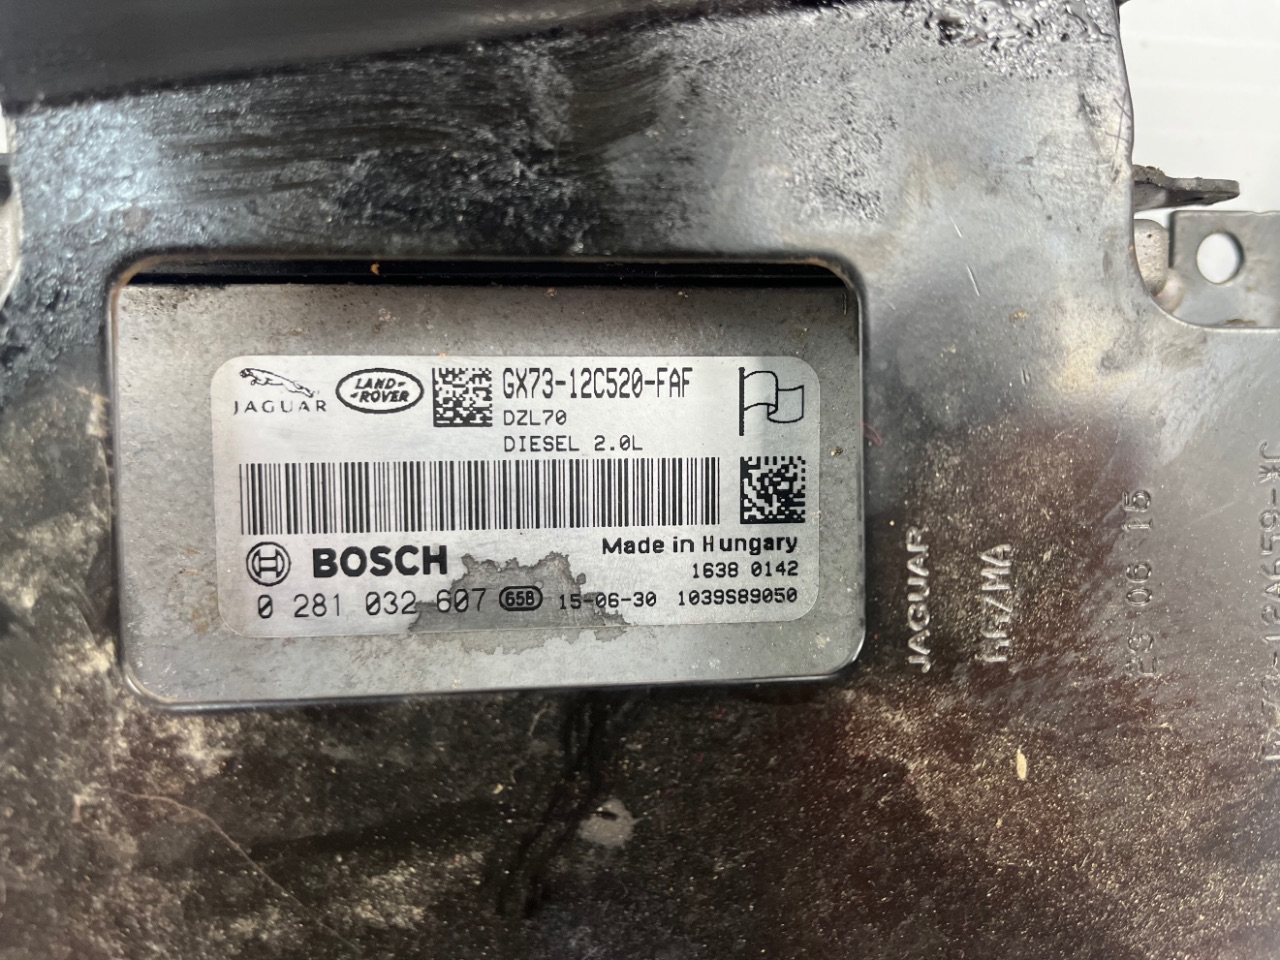 JAGUAR
LAND-
-ROVER
GX73-12C520-FAF
DZL70
DIESEL 2.0L
BOSCH
Made in Hungary
1638 0142
0 281 032 607 65B 15-06-30 1039S89050
JAGUAR